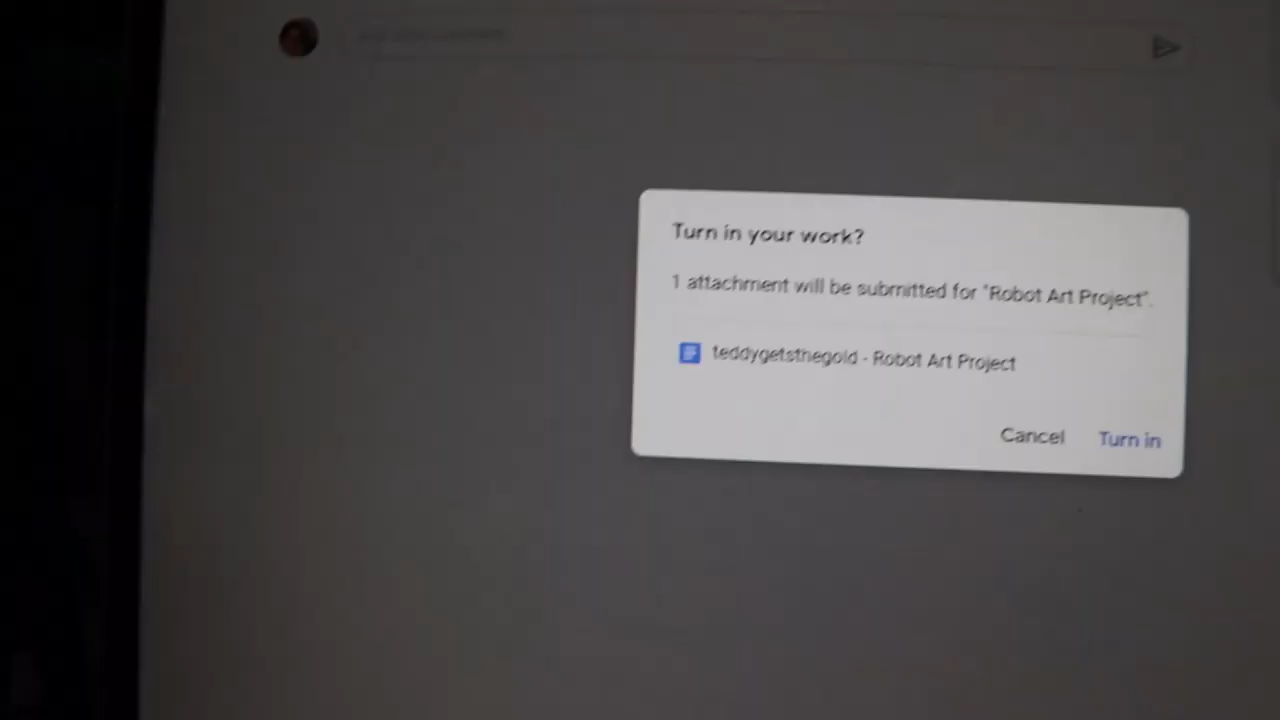 Turn in your work?
1 attachment will be submitted for "Robot Art Project".
teddygetsthegold - Robot Art Project
Cancel Turn in